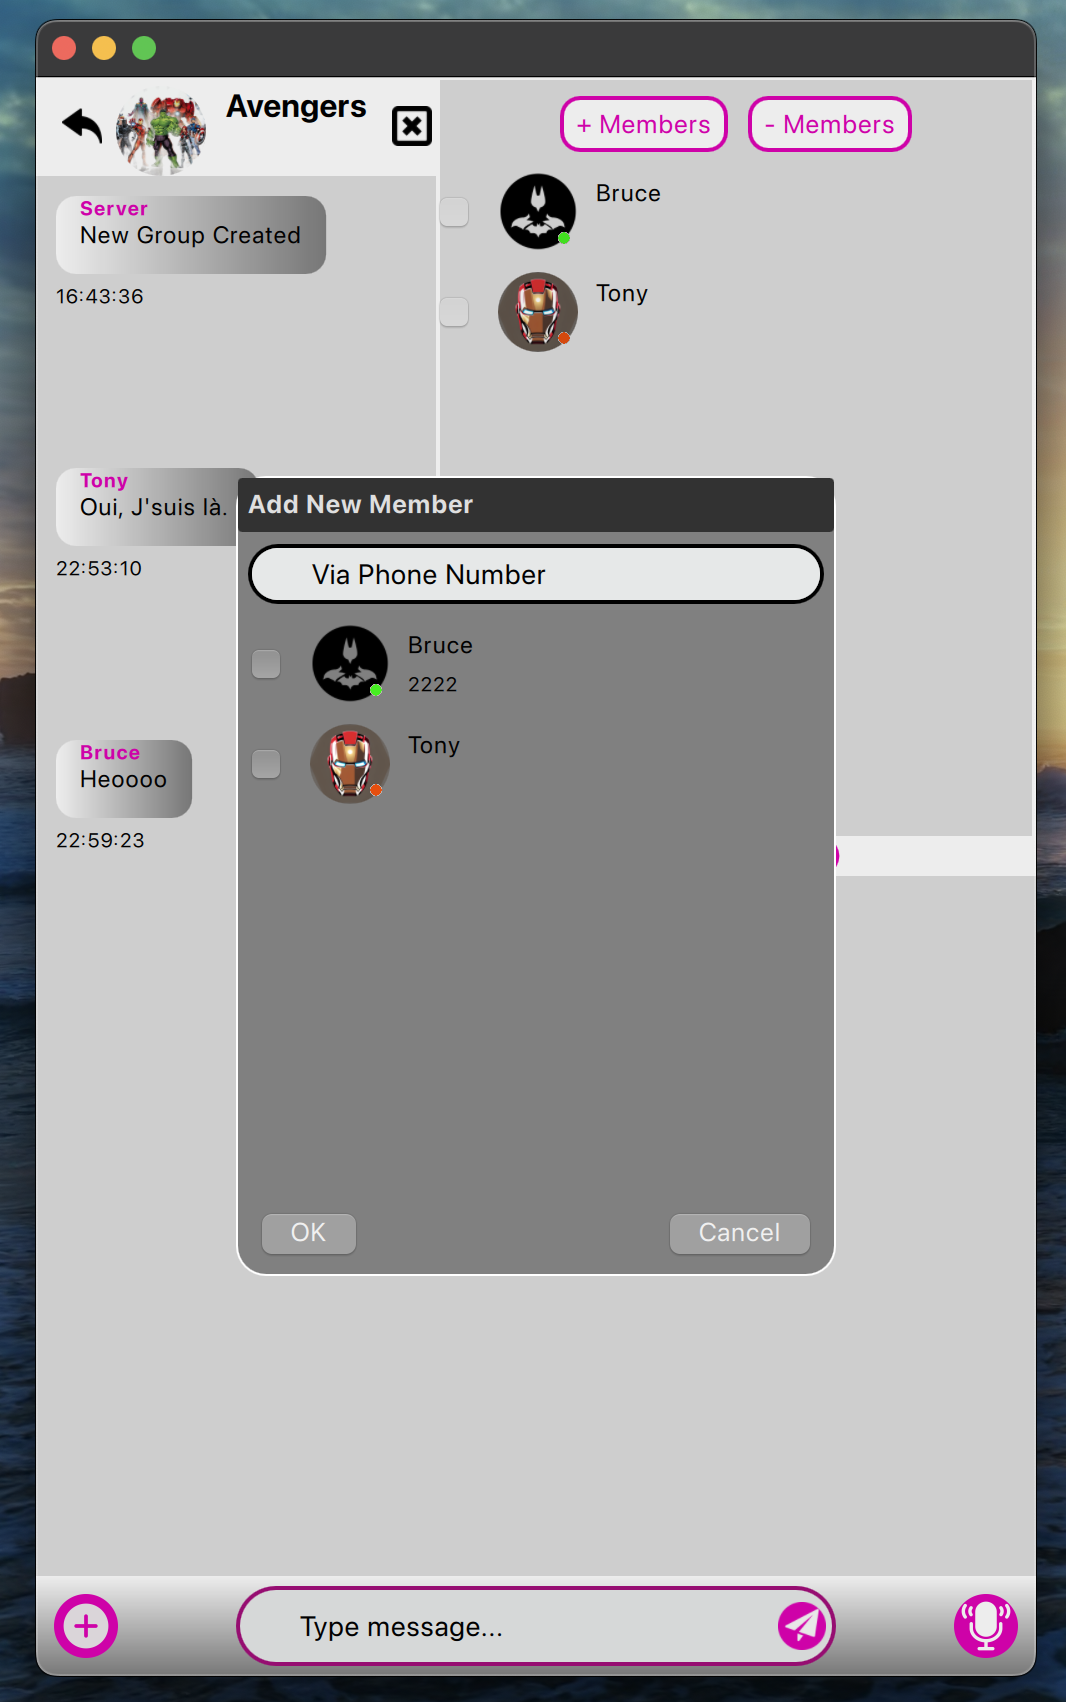 Avengers
+ Members
- Members
Bruce
Tony
Server
New Group Created
16:43:36
Tony
Oui, J'suis là.
22:53:10
Bruce
Heoooo
22:59:23
Add New Member
Via Phone Number
Bruce
2222
Tony
OK
Cancel
Type message...